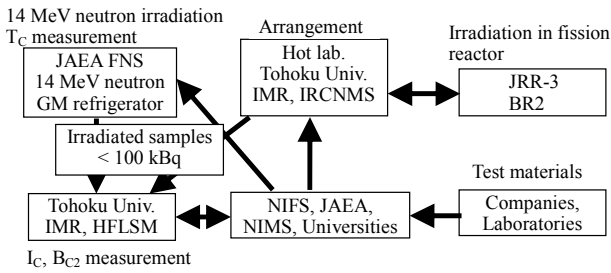 14 MeV neutron irradiation
T_C measurement
JAEA FNS
14 MeV neutron
GM refrigerator
Irradiated samples
< 100 kBq
Tohoku Univ.
IMR, HFLSM
I_C, B_C2 measurement
Arrangement
Hot lab.
Tohoku Univ.
IMR, IRCNMS
NIFS, JAEA,
NIMS, Universities
Irradiation in fission
reactor
JRR-3
BR2
Test materials
Companies,
Laboratories